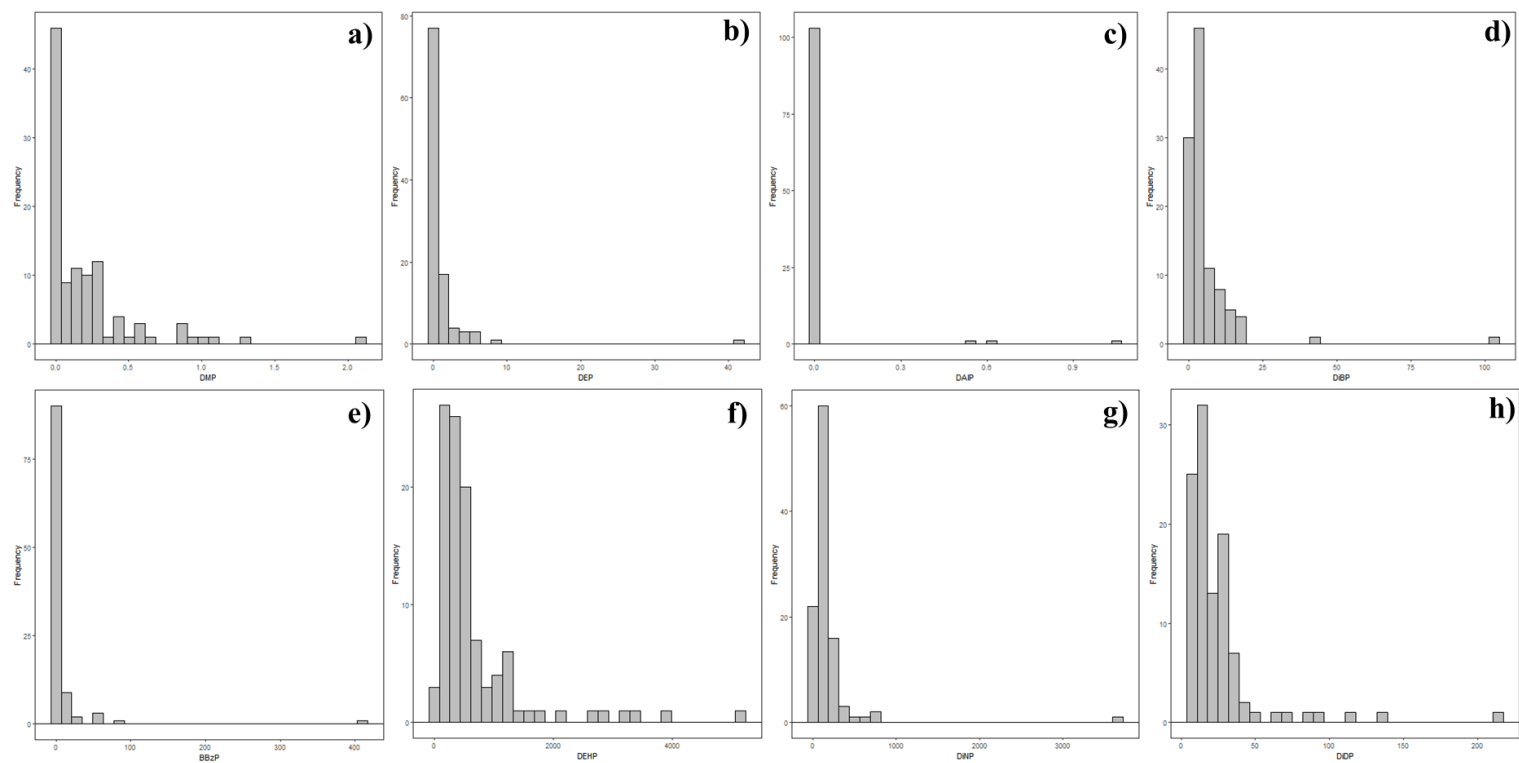 a)
Frequency
40
30
20
10
0
0.0 0.5 1.0 1.5 2.0
DMP
b)
Frequency
80
60
40
20
0
0 10 20 30 40
DEP
c)
Frequency
100
75
50
25
0
0.0 0.3 0.6 0.9
DAlP
d)
Frequency
40
30
20
10
0
0 25 50 75 100
DiBP
e)
Frequency
75
50
25
0
0 100 200 300 400
BBzP
f)
Frequency
20
10
0
0 2000 4000
DEHP
g)
Frequency
60
40
20
0
0 1000 2000 3000
DiNP
h)
Frequency
30
20
10
0
0 50 100 150 200
DiDP